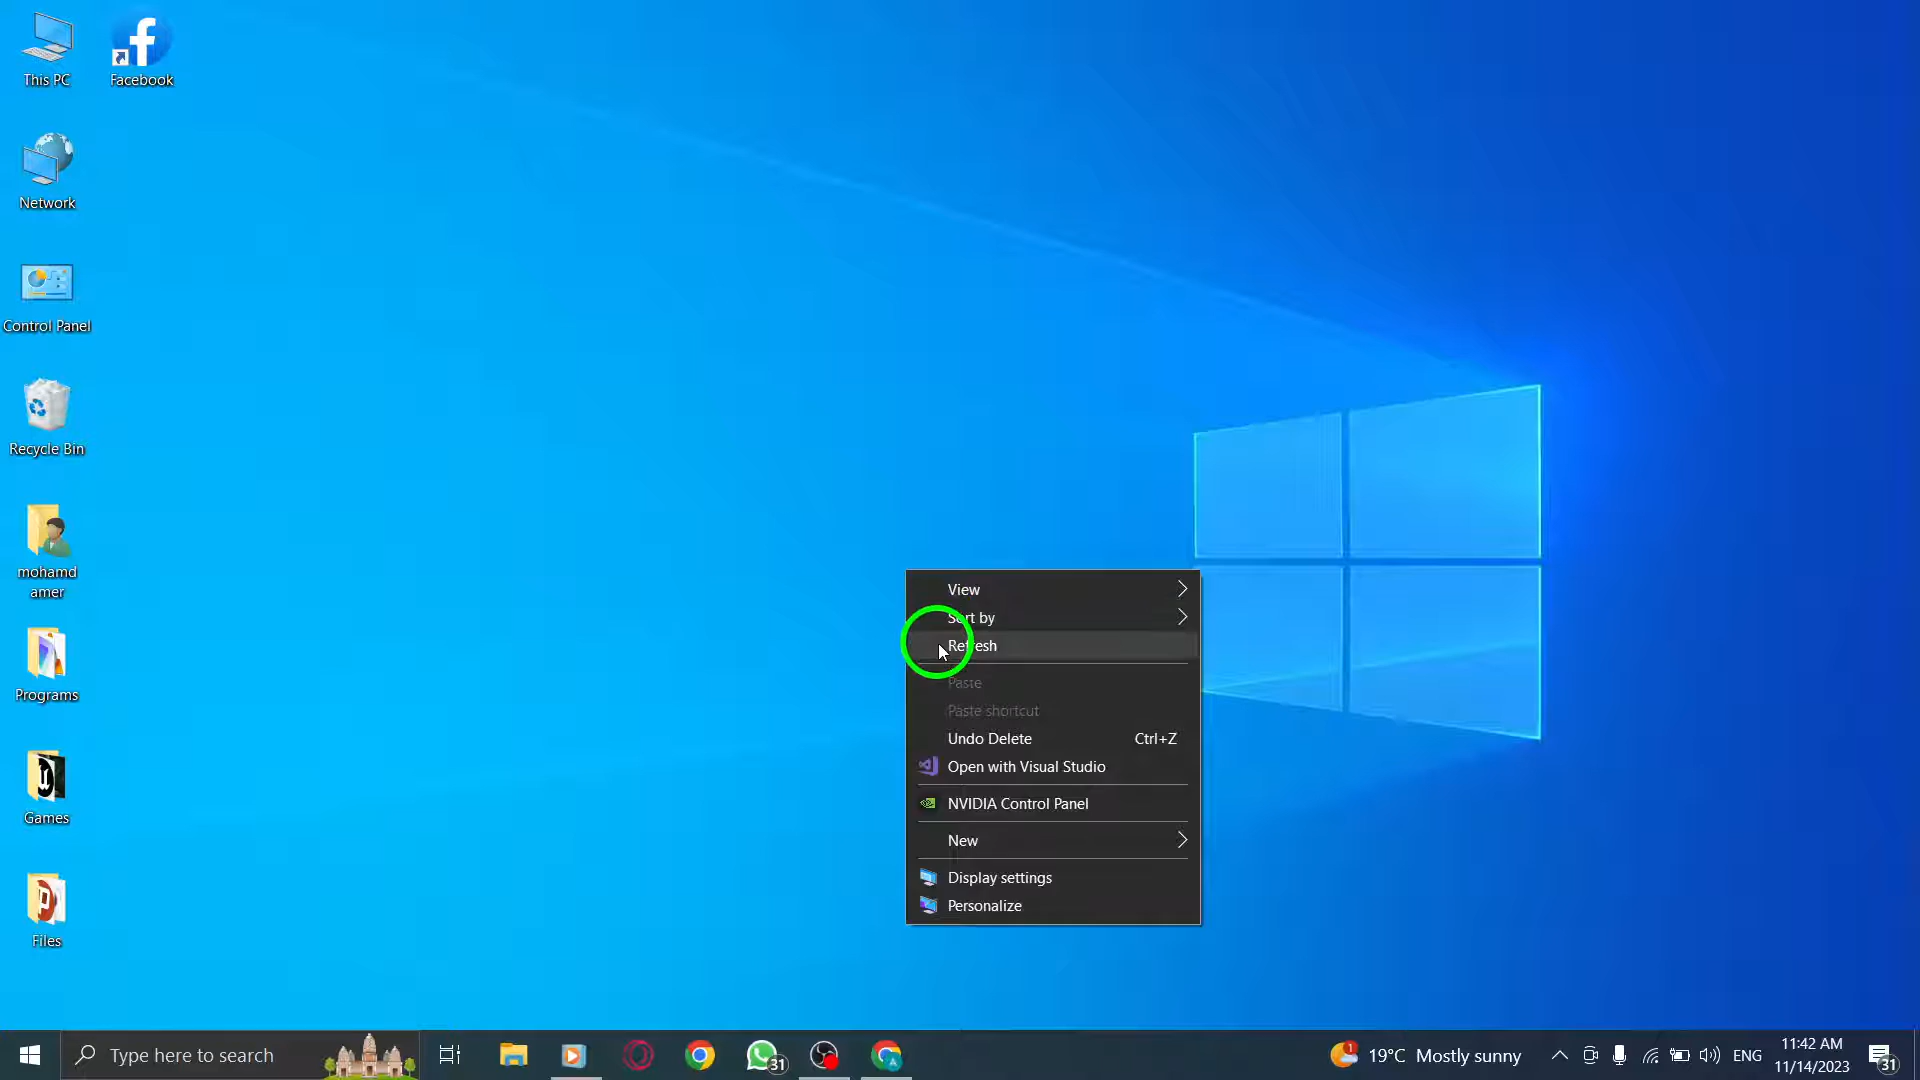 This PC
Facebook
Network
Control Panel
Recycle Bin
mohamd
amer
Programs
Games
Files
View
Sort by
Refresh
Paste
Paste shortcut
Undo Delete Ctrl+Z
Open with Visual Studio
NVIDIA Control Panel
New
Display settings
Personalize
Type here to search
31
1
19°C Mostly sunny
ENG
11:42 AM
11/14/2023
31